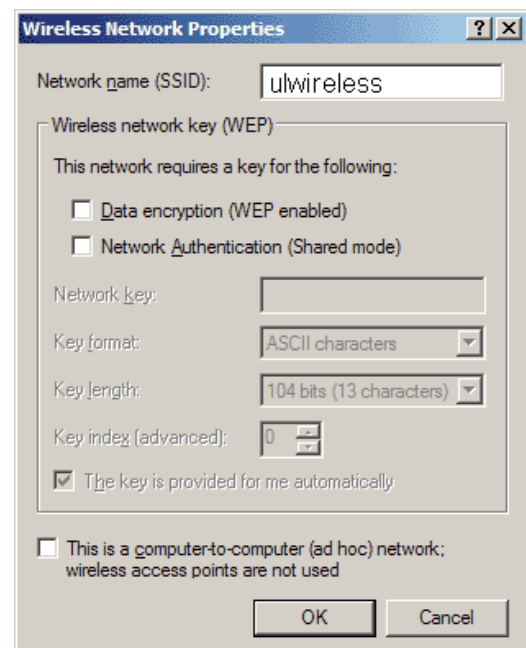 Wireless Network Properties
Network name (SSID): ulwireless
Wireless network key (WEP)
This network requires a key for the following:
Data encryption (WEP enabled)
Network Authentication (Shared mode)
Network key:
Key format: ASCII characters
Key length: 104 bits (13 characters)
Key index (advanced): 0
The key is provided for me automatically
This is a computer-to-computer (ad hoc) network;
wireless access points are not used
OK Cancel